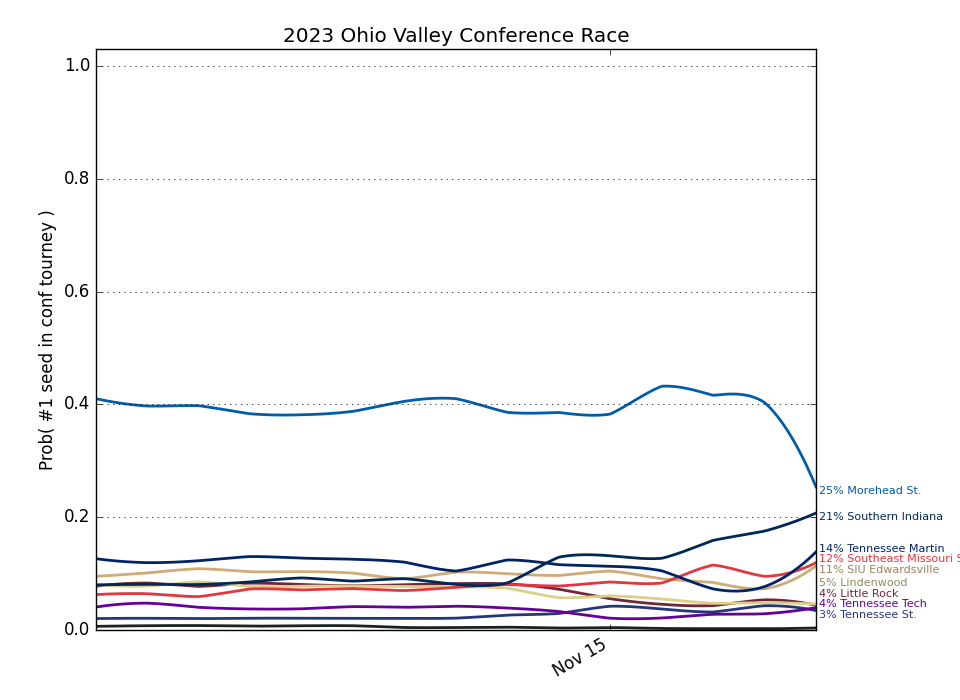 2023 Ohio Valley Conference Race
1.0
0.8
0.6
0.4
0.2
0.0
Prob( #1 seed in conf tourney )
Nov 15
25% Morehead St.
21% Southern Indiana
14% Tennessee Martin
12% Southeast Missouri S
11% SIU Edwardsville
5% Lindenwood
4% Little Rock
4% Tennessee Tech
3% Tennessee St.